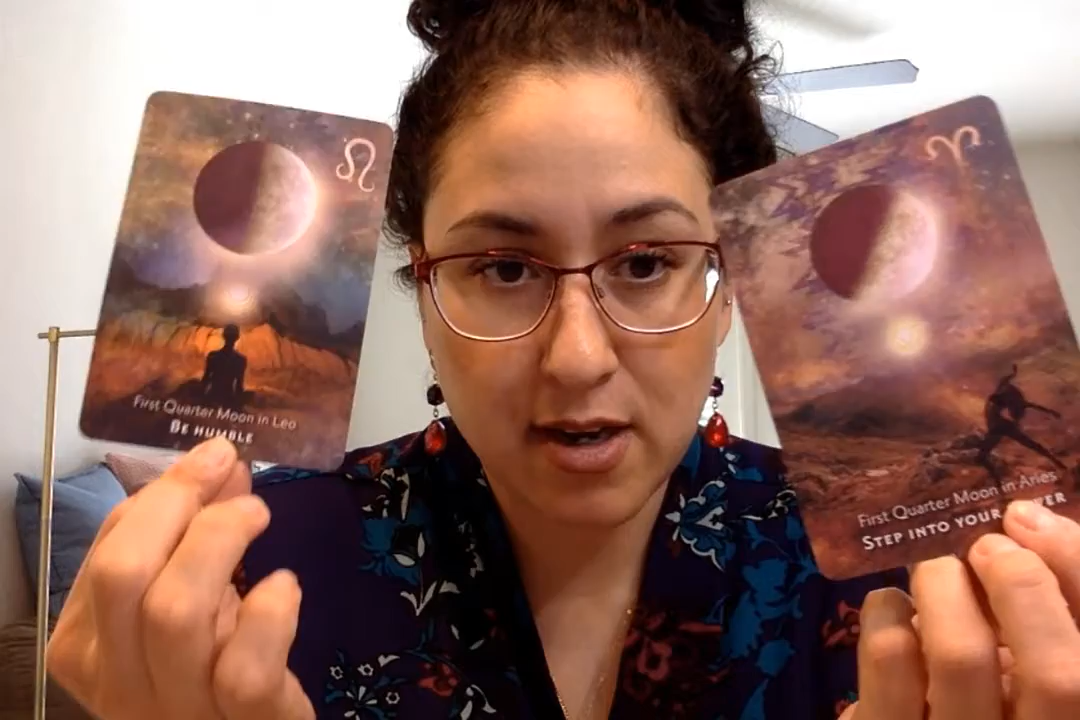 First Quarter Moon in Leo
BE HUMBLE
First Quarter Moon in Aries
STEP INTO YOUR